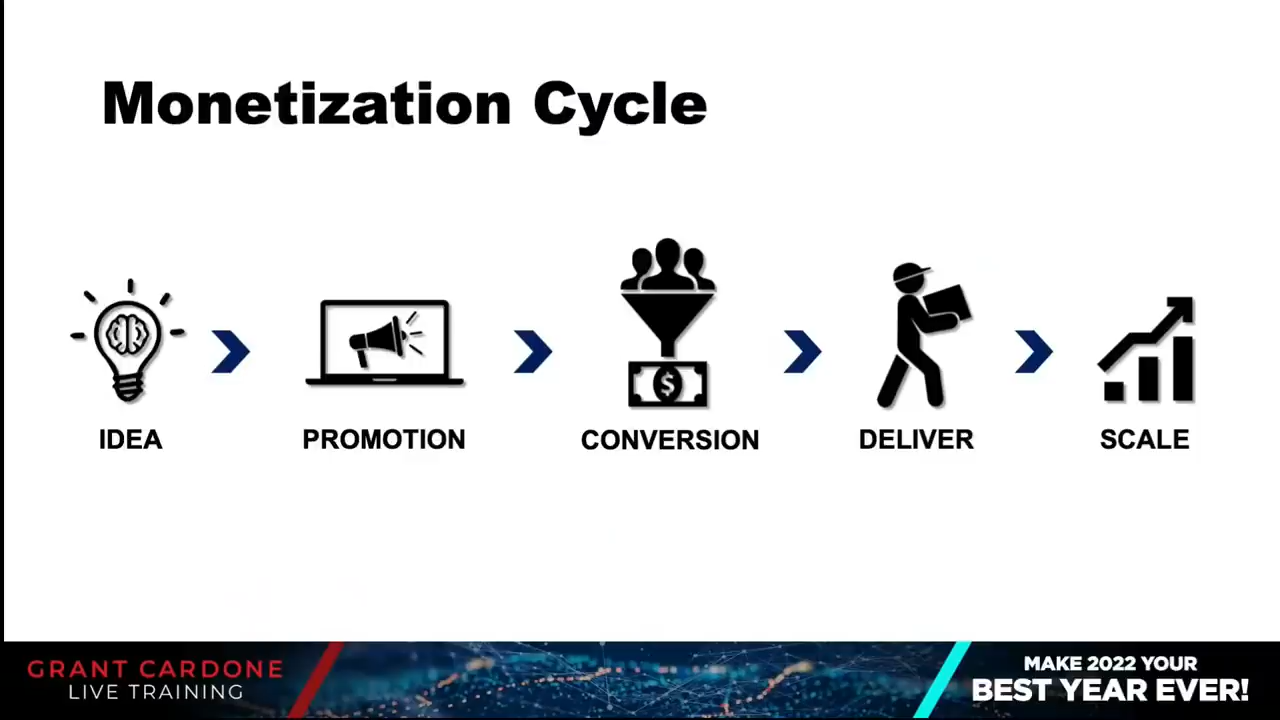 Monetization Cycle
IDEA
PROMOTION
CONVERSION
DELIVER
SCALE
$
GRANT CARDONE
LIVE TRAINING
MAKE 2022 YOUR
BEST YEAR EVER!